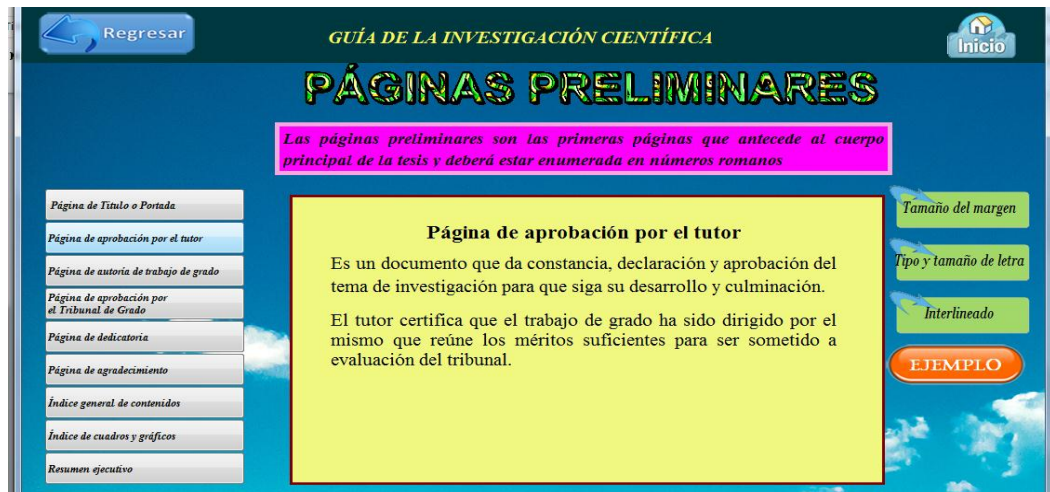 Regresar
GUÍA DE LA INVESTIGACIÓN CIENTÍFICA
Inicio
PÁGINAS PRELIMINARES
Las páginas preliminares son las primeras páginas que antecede al cuerpo
principal de la tesis y deberá estar enumerada en números romanos
Página de Titulo o Portada
Página de aprobación por el tutor
Página de autoría de trabajo de grado
Página de aprobación por
el Tribunal de Grado
Página de dedicatoria
Página de agradecimiento
Índice general de contenidos
Índice de cuadros y gráficos
Resumen ejecutivo
Página de aprobación por el tutor
Es un documento que da constancia, declaración y aprobación del
tema de investigación para que siga su desarrollo y culminación.
El tutor certifica que el trabajo de grado ha sido dirigido por el
mismo que reúne los méritos suficientes para ser sometido a
evaluación del tribunal.
Tamaño del margen
Tipo y tamaño de letra
Interlineado
EJEMPLO